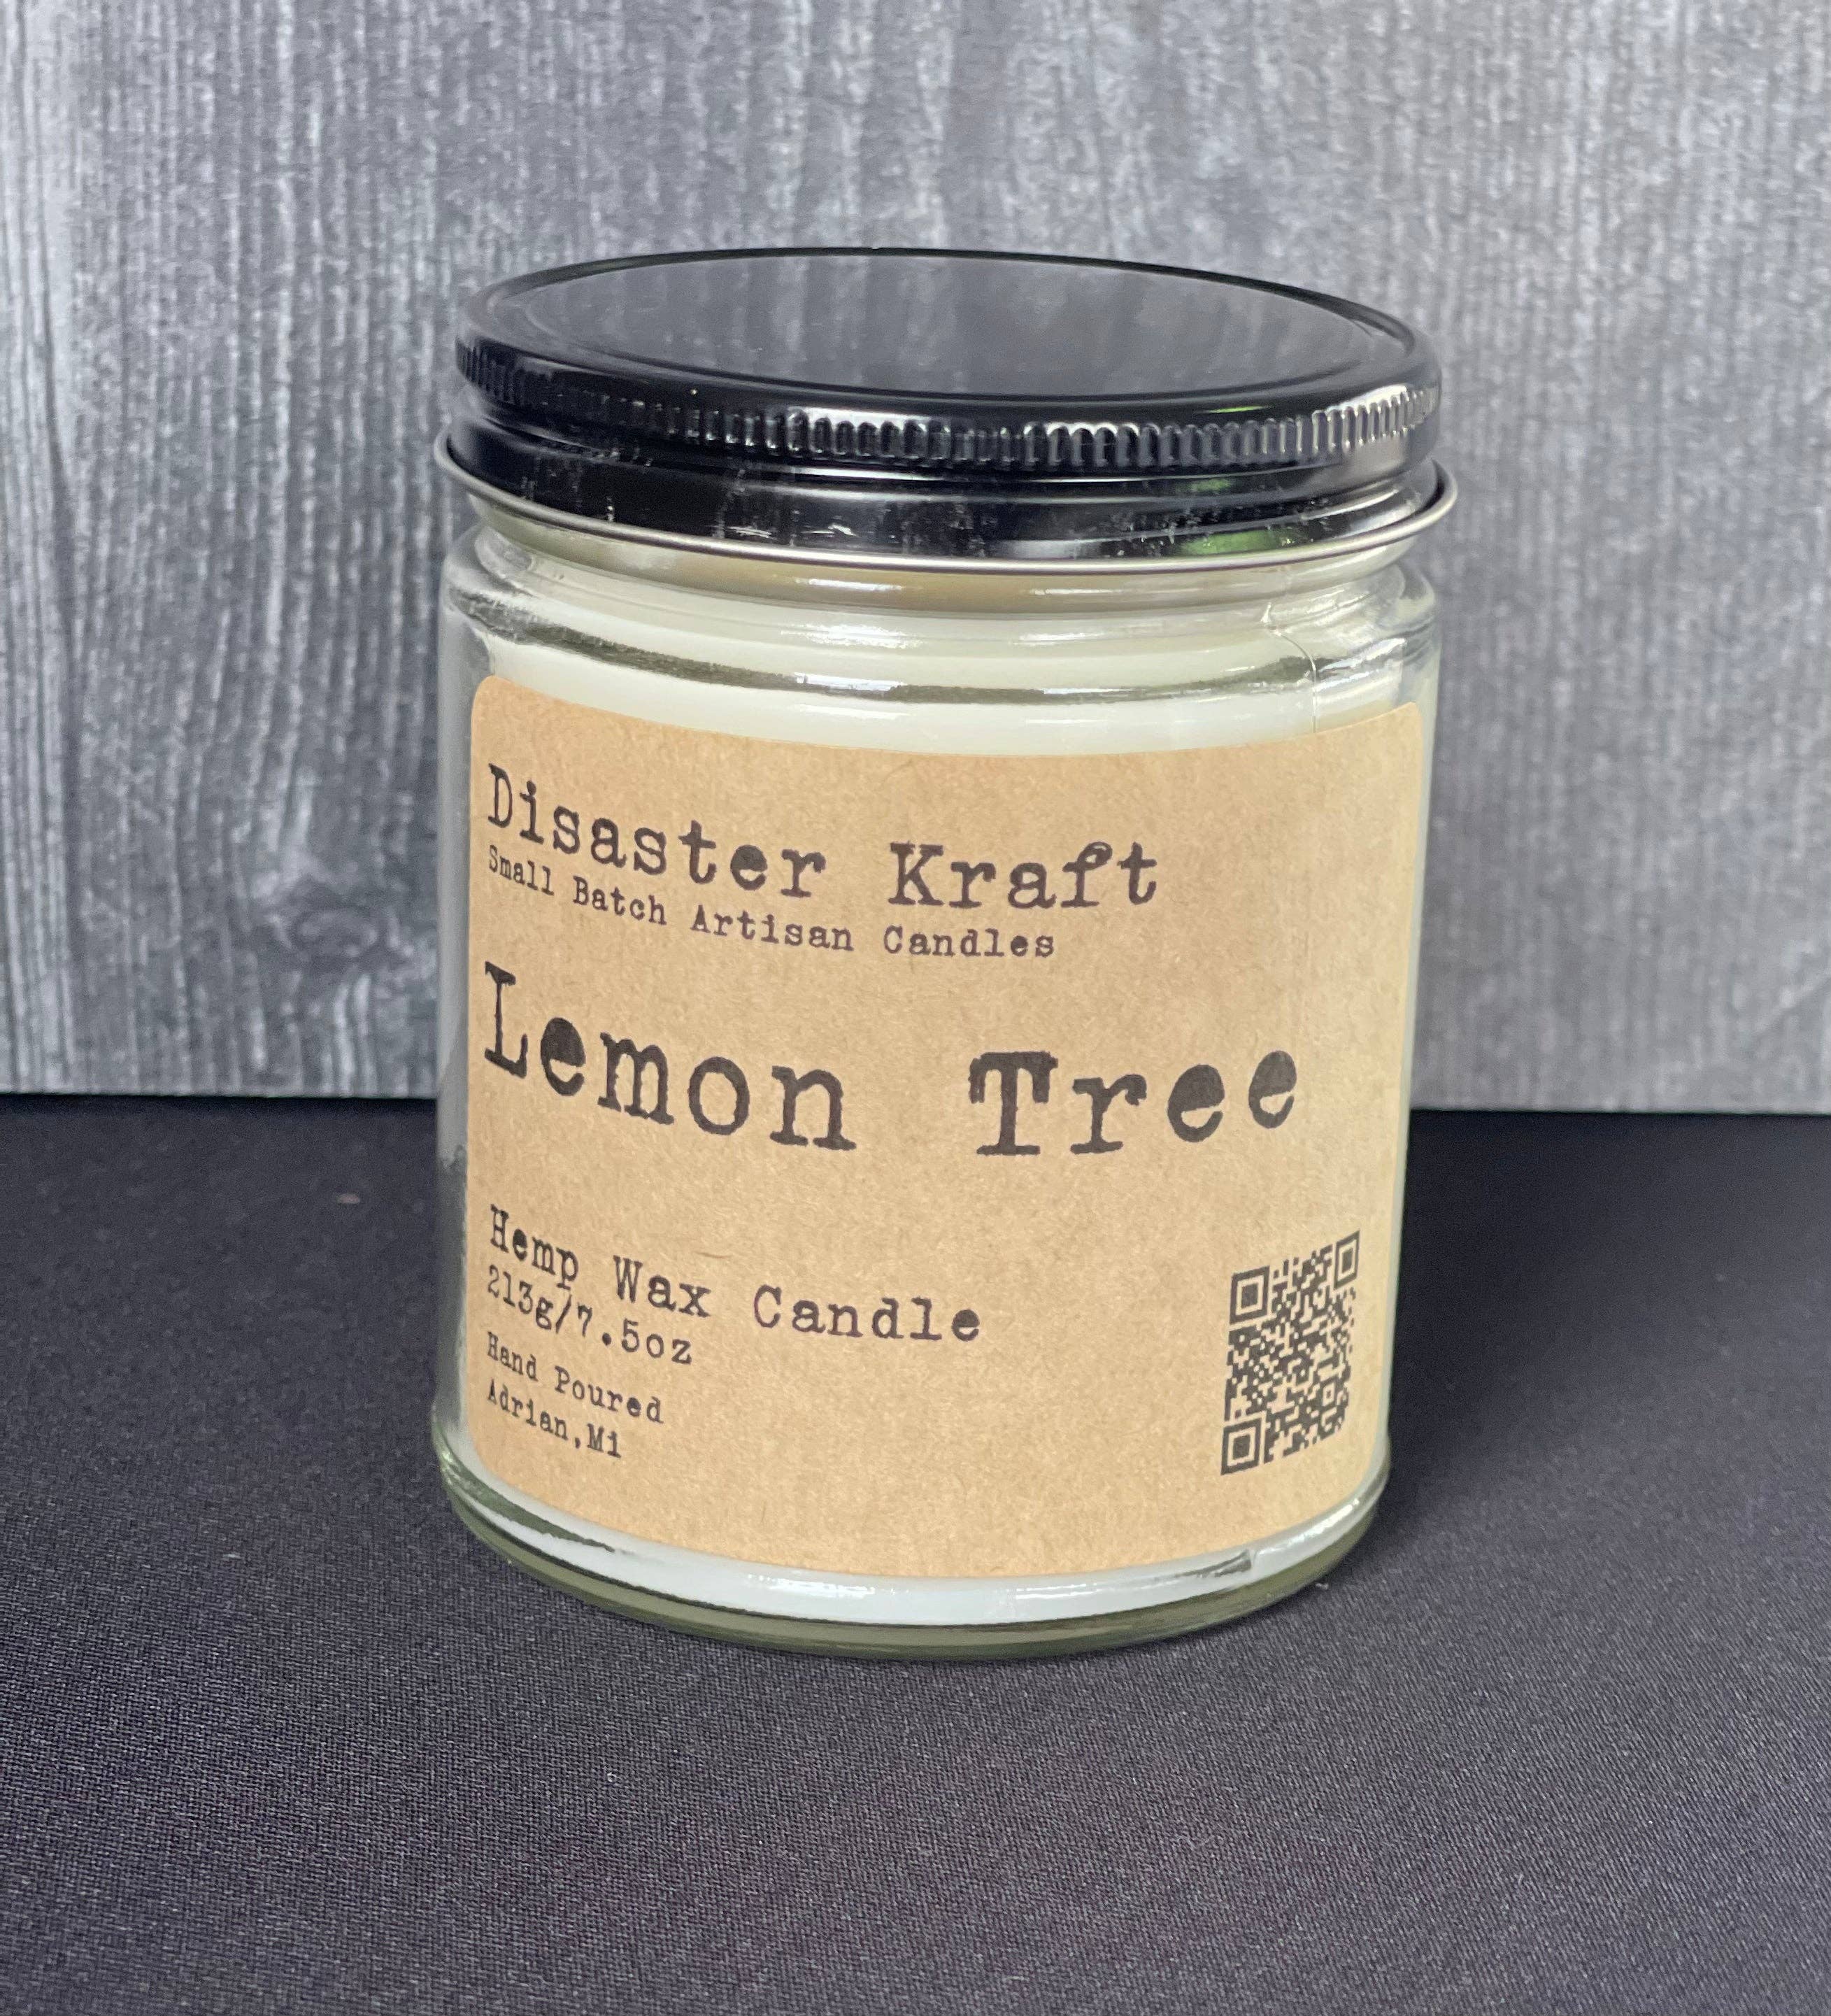 Disaster Kraft
Small Batch Artisan Candles
Lemon Tree
Hemp Wax Candle
213g/7.5oz
Hand Poured
Adrian,Mi